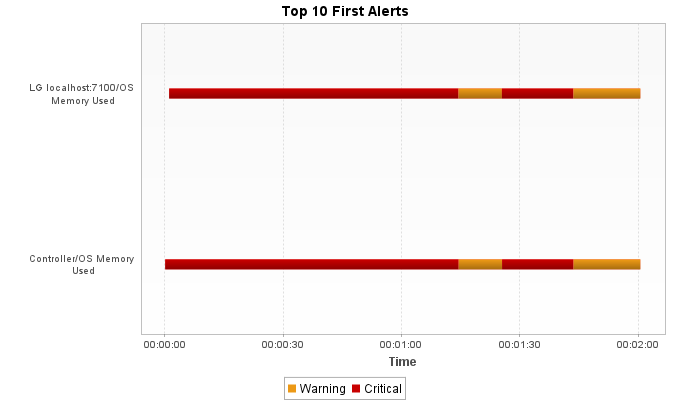 Top 10 First Alerts
LG localhost:7100/OS
Memory Used
Controller/OS Memory
Used
00:00:00 00:00:30 00:01:00 00:01:30 00:02:00
Time
Warning Critical